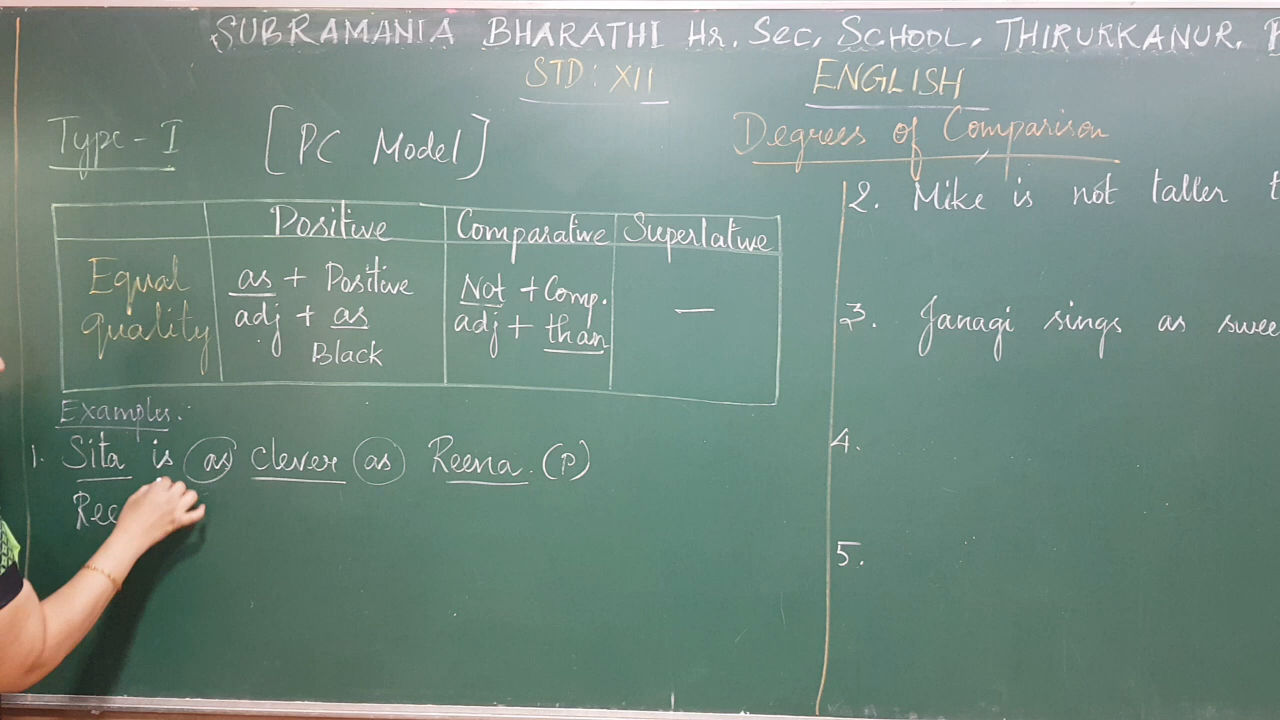 SUBRAMANIA BHARATHI Hr. Sec. SCHOOL, THIRUKKANUR.
STD: XII ENGLISH
Type - I [PC Model]
Degrees of Comparison
Positive Comparative Superlative
Equal quality
as + Positive
adj + as
Black
Not + Comp.
adj + than
—
Examples:
1. Sita is as clever as Reena. (P)
Ree
2. Mike is not taller t
3. Janagi sings as swee
4.
5.